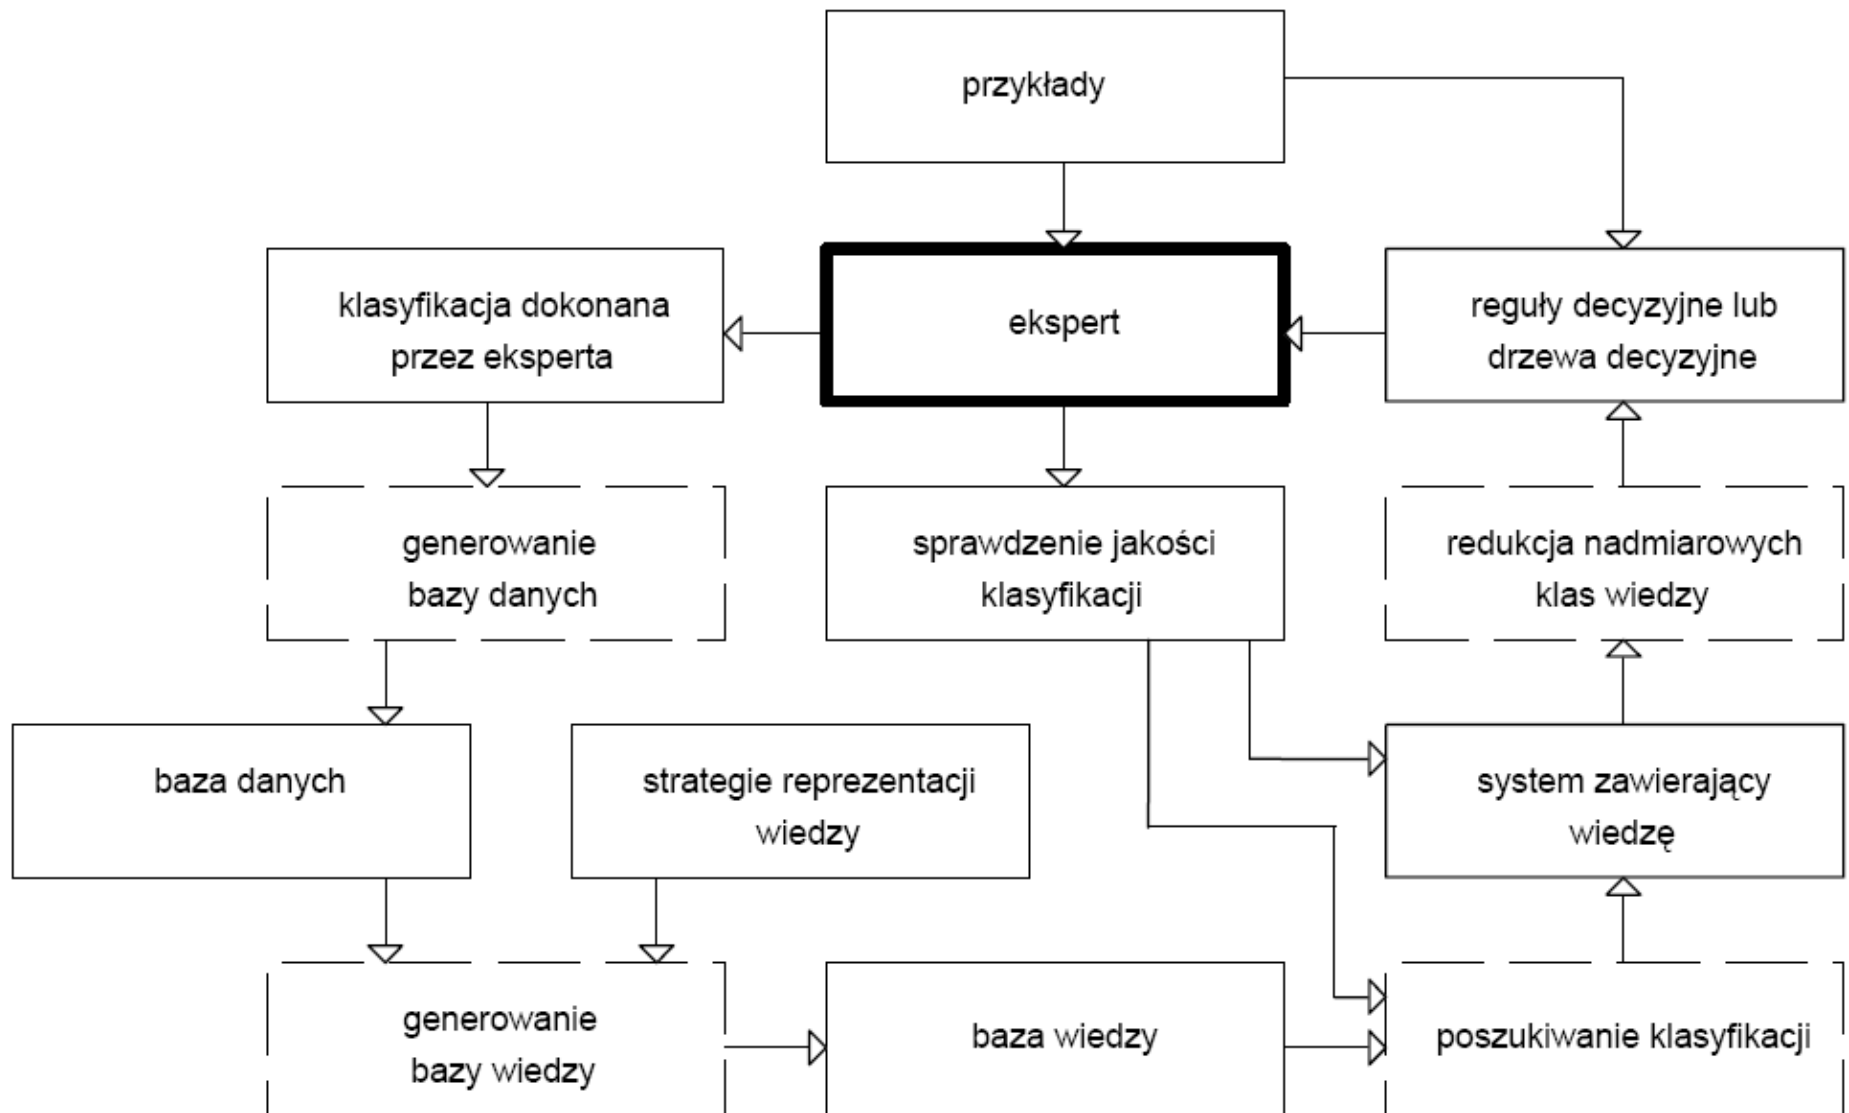 przykłady
klasyfikacja dokonana
przez eksperta
ekspert
reguły decyzyjne lub
drzewa decyzyjne
generowanie
bazy danych
sprawdzenie jakości
klasyfikacji
redukcja nadmiarowych
klas wiedzy
baza danych
strategie reprezentacji
wiedzy
system zawierający
wiedzę
generowanie
bazy wiedzy
baza wiedzy
poszukiwanie klasyfikacji